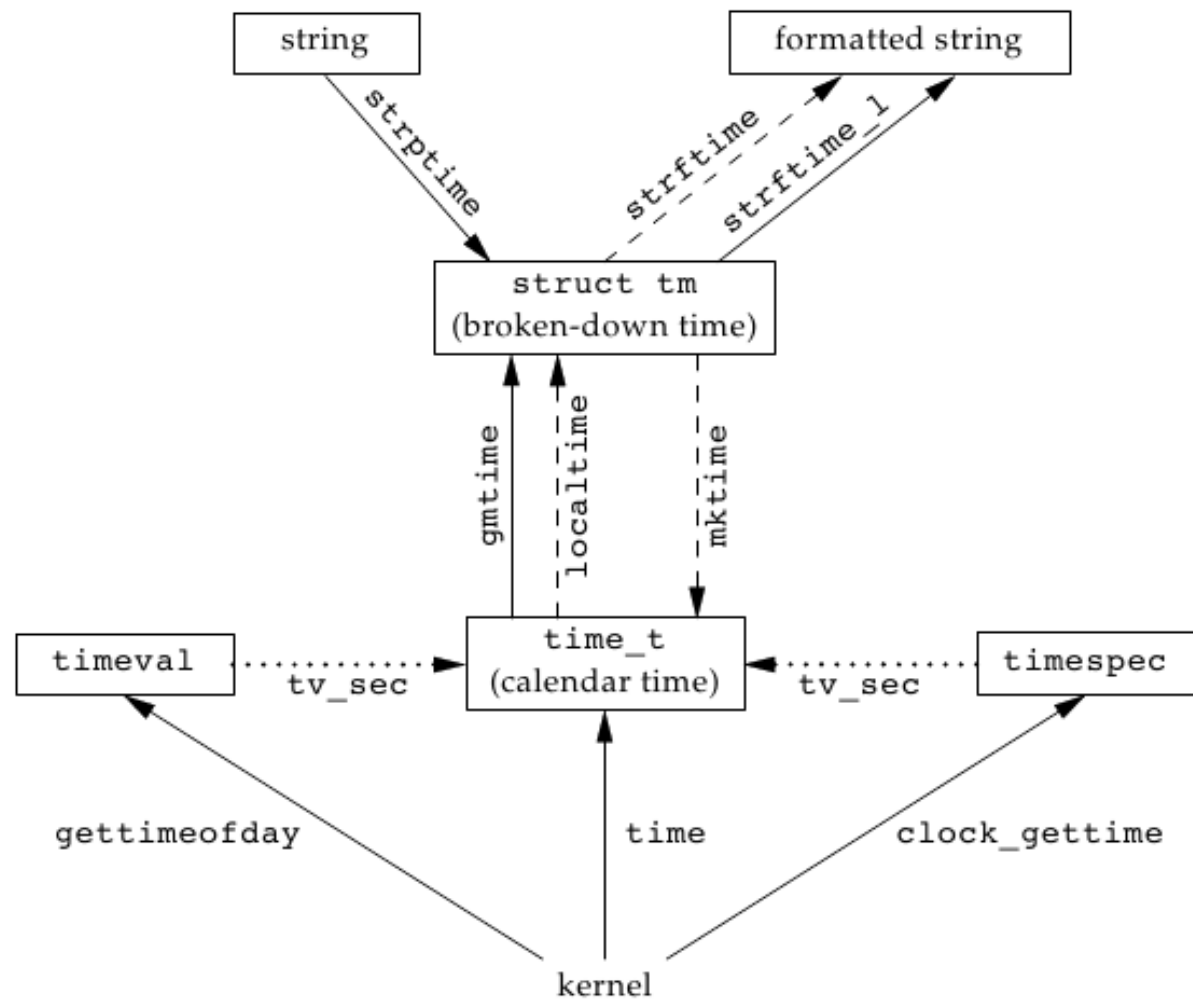 string
formatted string
strptime
strftime
strftime_l
struct tm
(broken-down time)
gmtime
localtime
mktime
timeval
tv_sec
time_t
(calendar time)
tv_sec
timespec
gettimeofday
time
clock_gettime
kernel